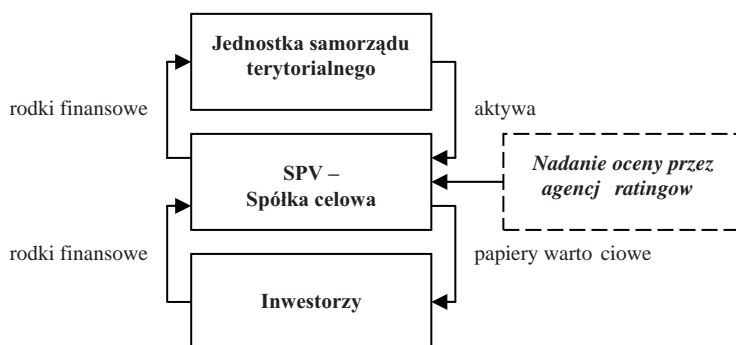 Jednostka samorządu
terytorialnego
rodki finansowe
aktywa
SPV –
Spółka celowa
Nadanie oceny przez
agencj ratingow
rodki finansowe
papiery warto ciowe
Inwestorzy